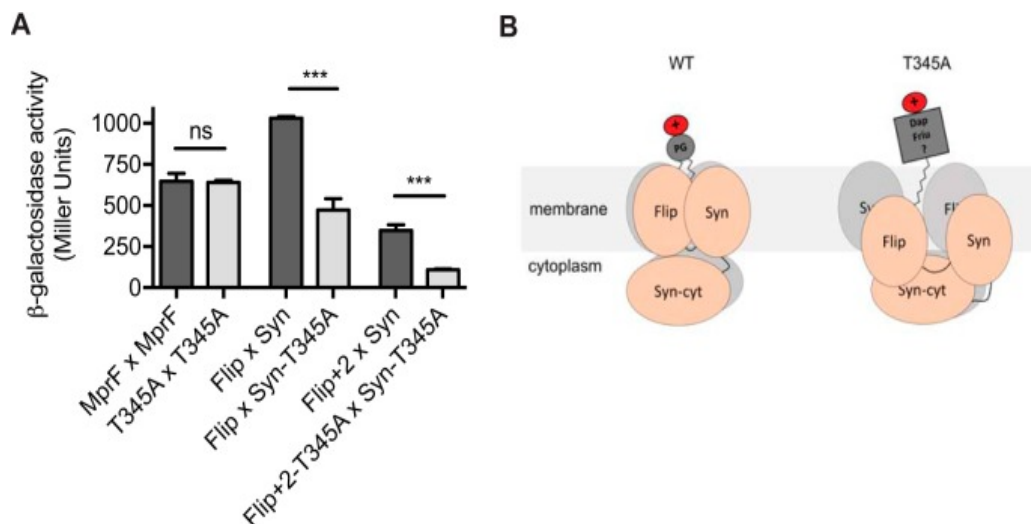 A
β-galactosidase activity
(Miller Units)
1000
750
500
250
0
ns
***
***
MprF x MprF
T345A x T345A
Flip x Syn
Flip x Syn-T345A
Flip+2 x Syn
Flip+2-T345A x Syn-T345A
B
WT
T345A
+
PG
+
Dap
Friu
?
membrane
cytoplasm
Flip
Syn
Syn-cyt
Flip
Syn
Syn-cyt